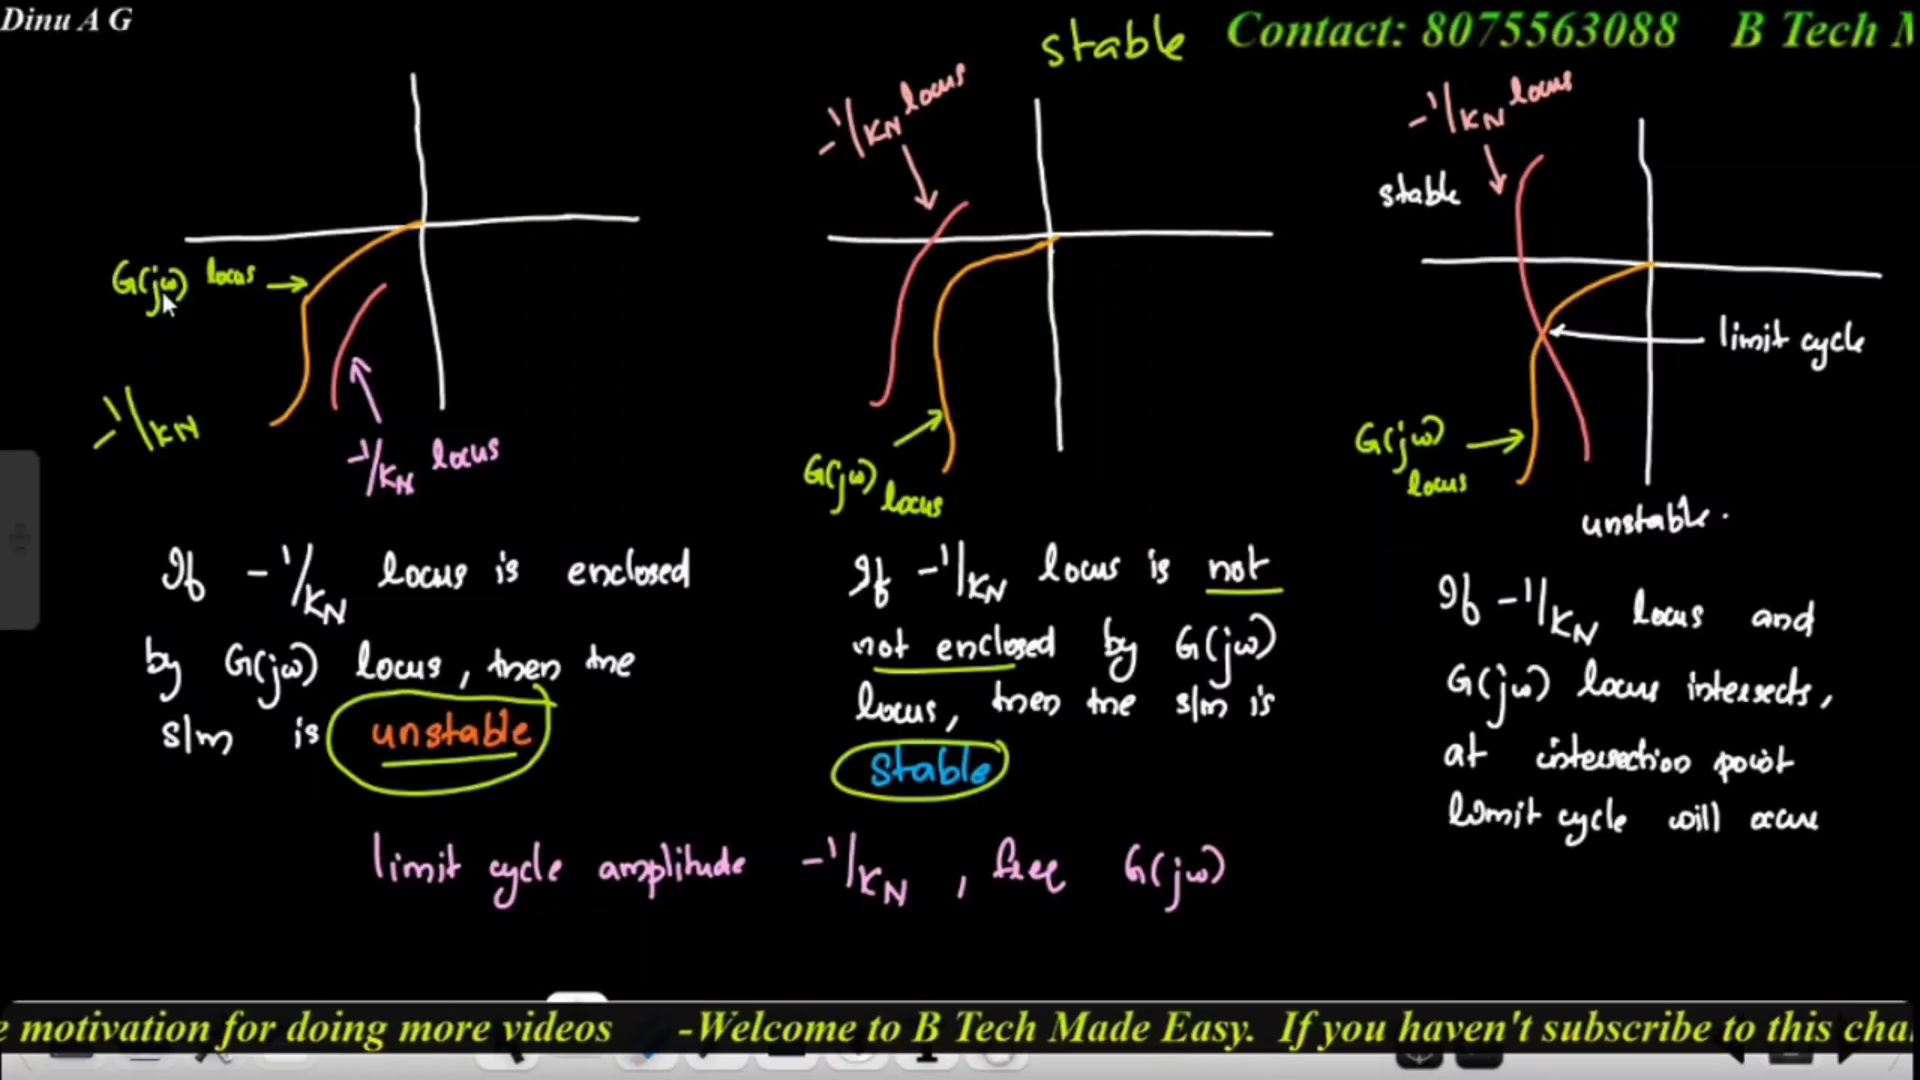 Dinu A G
stable
Contact: 8075563088 B Tech M
G(jω) locus
-1/KN
-1/KN locus
If -1/KN locus is enclosed
by G(jω) locus, then the
s/m is unstable
-1/KN locus
G(jω) locus
If -1/KN locus is not
not enclosed by G(jω)
locus, then the s/m is
stable
-1/KN locus
stable
limit cycle
G(jω)
locus
unstable.
If -1/KN locus and
G(jω) locus intersects,
at intersection point
limit cycle will occur
limit cycle amplitude -1/KN , freq G(jω)
e motivation for doing more videos -Welcome to B Tech Made Easy. If you haven't subscribe to this cha